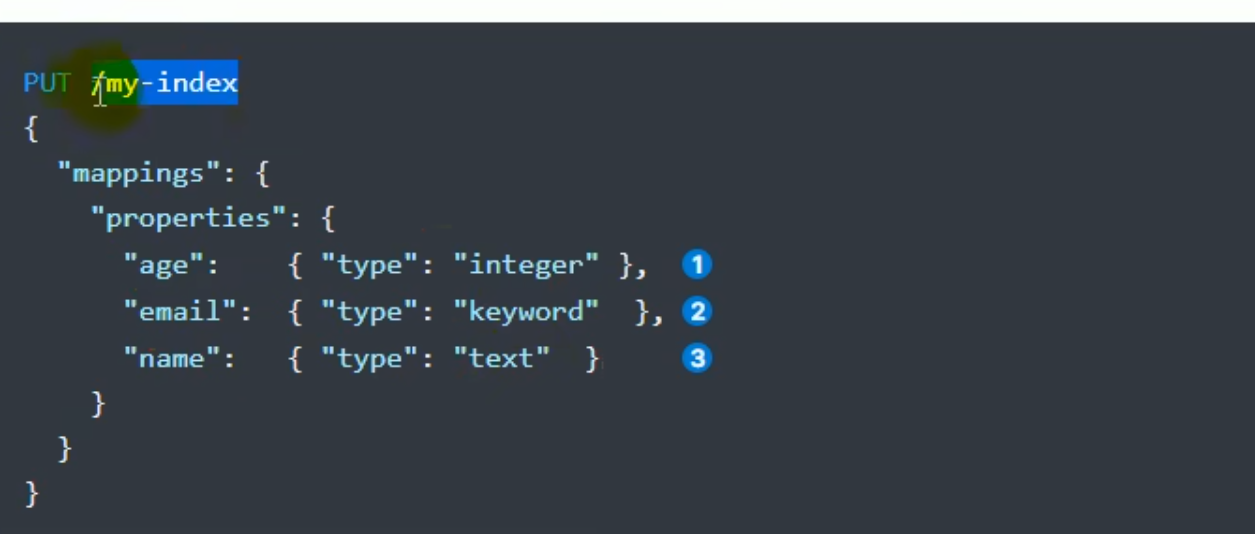 PUT /my-index
{
  "mappings": {
    "properties": {
      "age":    { "type": "integer" },  1
      "email":  { "type": "keyword"  }, 2
      "name":   { "type": "text"  }     3
    }
  }
}